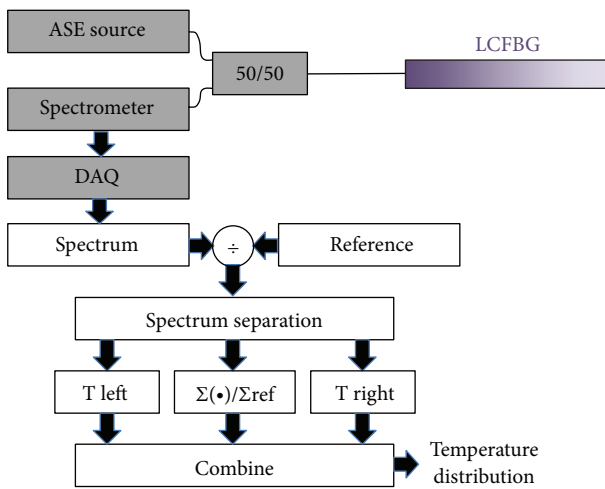 ASE source
LCFBG
50/50
Spectrometer
DAQ
Spectrum
÷
Reference
Spectrum separation
T left
Σ(•)/Σref
T right
Combine
Temperature
distribution